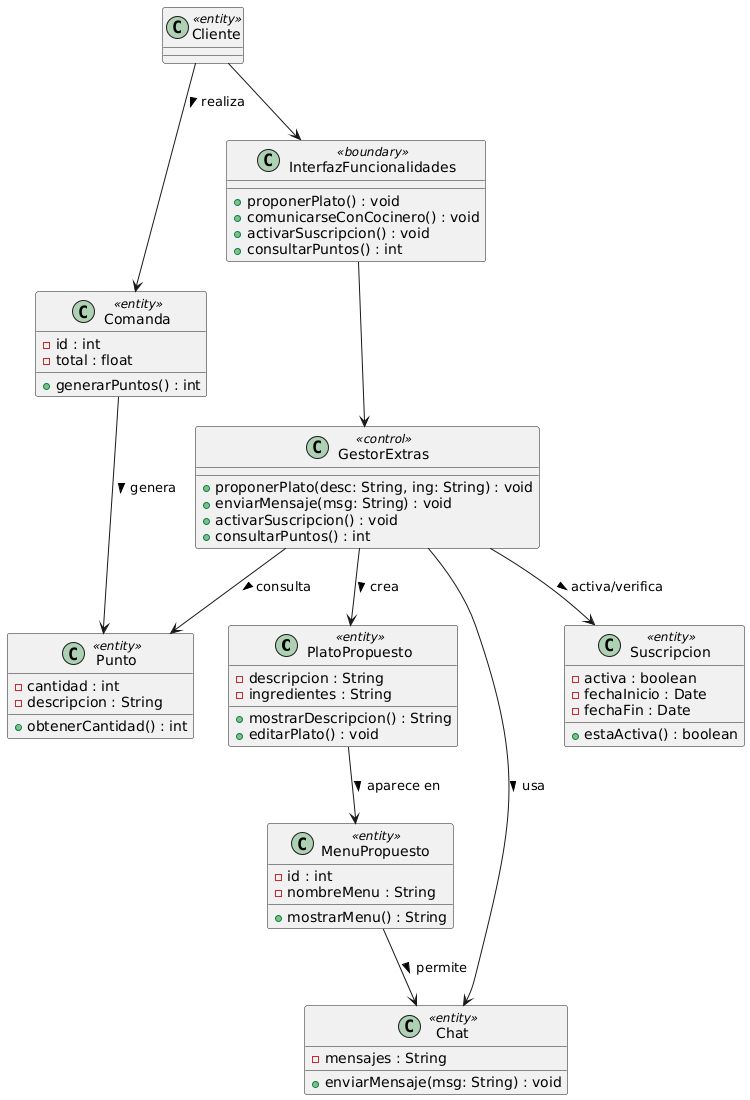 «entity»
C Cliente
realiza
«boundary»
C InterfazFuncionalidades
proponerPlato() : void
comunicarseConCocinero() : void
activarSuscripcion() : void
consultarPuntos() : int
«entity»
C Comanda
id : int
total : float
generarPuntos() : int
«control»
C GestorExtras
proponerPlato(desc: String, ing: String) : void
enviarMensaje(msg: String) : void
activarSuscripcion() : void
consultarPuntos() : int
genera
consulta
crea
activa/verifica
«entity»
C Punto
cantidad : int
descripcion : String
obtenerCantidad() : int
«entity»
C PlatoPropuesto
descripcion : String
ingredientes : String
mostrarDescripcion() : String
editarPlato() : void
«entity»
C Suscripcion
activa : boolean
fechaInicio : Date
fechaFin : Date
estaActiva() : boolean
aparece en
usa
«entity»
C MenuPropuesto
id : int
nombreMenu : String
mostrarMenu() : String
permite
«entity»
C Chat
mensajes : String
enviarMensaje(msg: String) : void